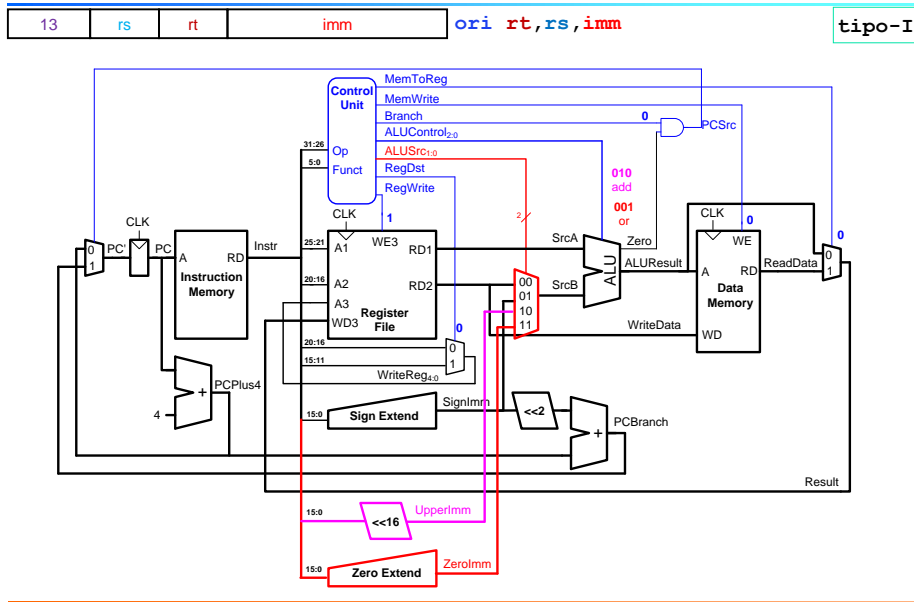 13 rs rt imm ori rt,rs,imm tipo-I
MemToReg
Control Unit
MemWrite
Branch
0
PCSrc
ALUControl2:0
31:26
Op
ALUSrc1:0
5:0
Funct
RegDst
010
add
RegWrite
001
or
CLK
1
2
CLK
0
CLK
WE3
Zero
WE
0
0
1
PC'
PC
Instr
25:21
A1
RD1
SrcA
ALU
ALUResult
0
1
A
RD
Instruction Memory
20:16
A2
RD2
00
01
10
11
SrcB
A
RD
ReadData
Data Memory
A3
Register File
WD3
0
WriteData
WD
20:16
0
15:11
1
WriteReg4:0
PCPlus4
+
4
SignImm
15:0
Sign Extend
<<2
PCBranch
+
Result
15:0
<<16
UpperImm
15:0
Zero Extend
ZeroImm